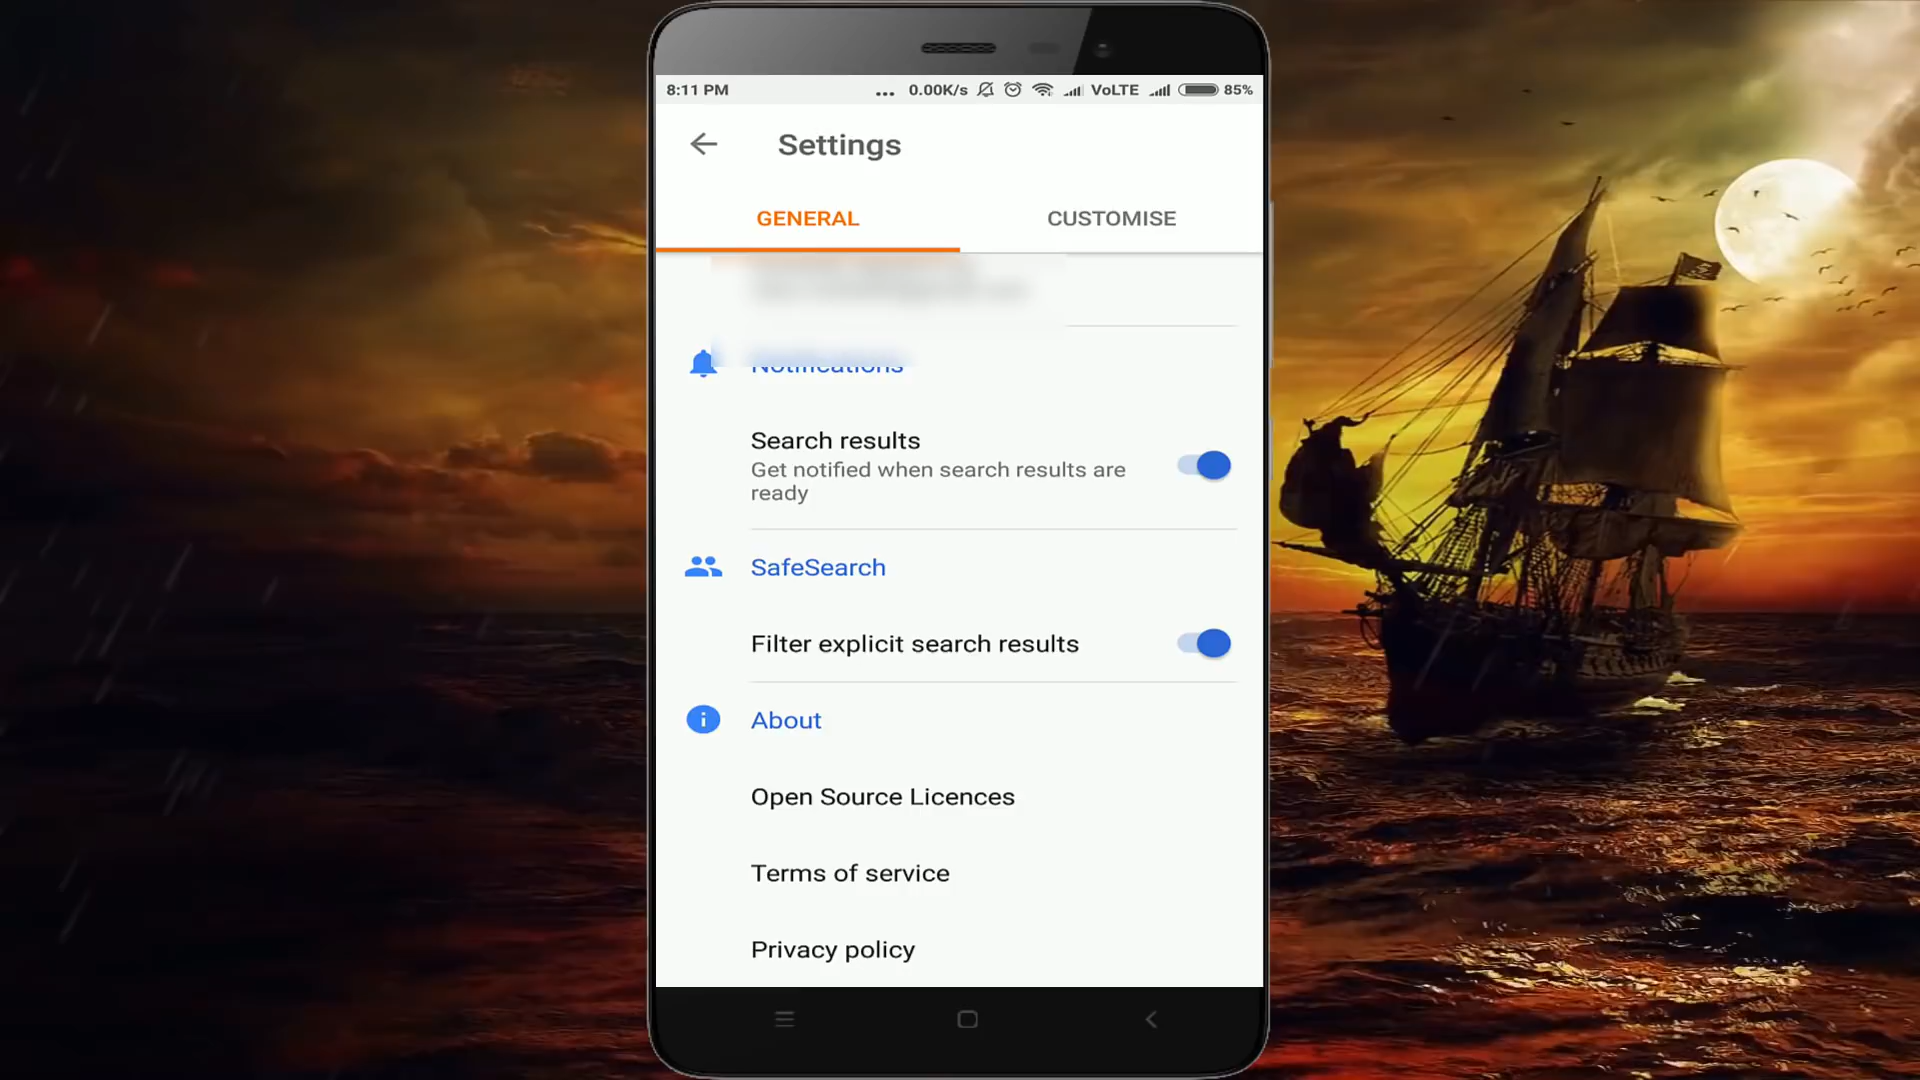 8:11 PM ... 0.00K/s VoLTE 85%
Settings
GENERAL CUSTOMISE
Notifications
Search results
Get notified when search results are
ready
SafeSearch
Filter explicit search results
About
Open Source Licences
Terms of service
Privacy policy